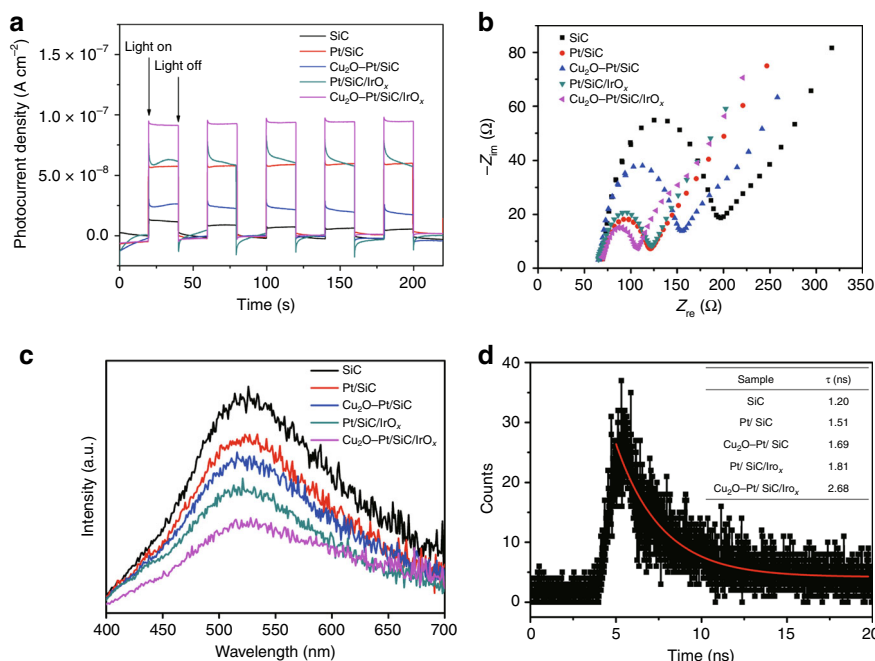 a
Photocurrent density (A cm⁻²)
1.5×10⁻⁷
1.0×10⁻⁷
5.0×10⁻⁸
0.0
Light on
Light off
SiC
Pt/SiC
Cu₂O–Pt/SiC
Pt/SiC/IrOₓ
Cu₂O–Pt/SiC/IrOₓ
0 50 100 150 200
Time (s)
b
–Z_im (Ω)
80
60
40
20
0
SiC
Pt/SiC
Cu₂O–Pt/SiC
Pt/SiC/IrOₓ
Cu₂O–Pt/SiC/IrOₓ
0 50 100 150 200 250 300 350
Z_re (Ω)
c
Intensity (a.u.)
SiC
Pt/SiC
Cu₂O–Pt/SiC
Pt/SiC/IrOₓ
Cu₂O–Pt/SiC/IrOₓ
400 450 500 550 600 650 700
Wavelength (nm)
d
Counts
40
30
20
10
0
Sample τ (ns)
SiC 1.20
Pt/ SiC 1.51
Cu₂O–Pt/ SiC 1.69
Pt/ SiC/Iroₓ 1.81
Cu₂O–Pt/ SiC/Iroₓ 2.68
0 5 10 15 20
Time (ns)